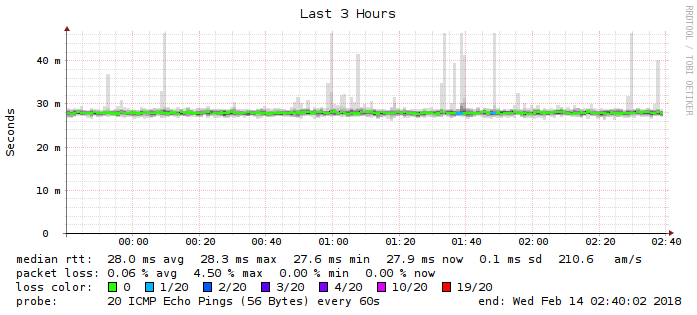 Last 3 Hours
RRDTOOL / TOBI OETIKER
Seconds
40 m
30 m
20 m
10 m
0
00:00 00:20 00:40 01:00 01:20 01:40 02:00 02:20 02:40
median rtt: 28.0 ms avg 28.3 ms max 27.6 ms min 27.9 ms now 0.1 ms sd 210.6 am/s
packet loss: 0.06 % avg 4.50 % max 0.00 % min 0.00 % now
loss color: 0 1/20 2/20 3/20 4/20 10/20 19/20
probe: 20 ICMP Echo Pings (56 Bytes) every 60s end: Wed Feb 14 02:40:02 2018